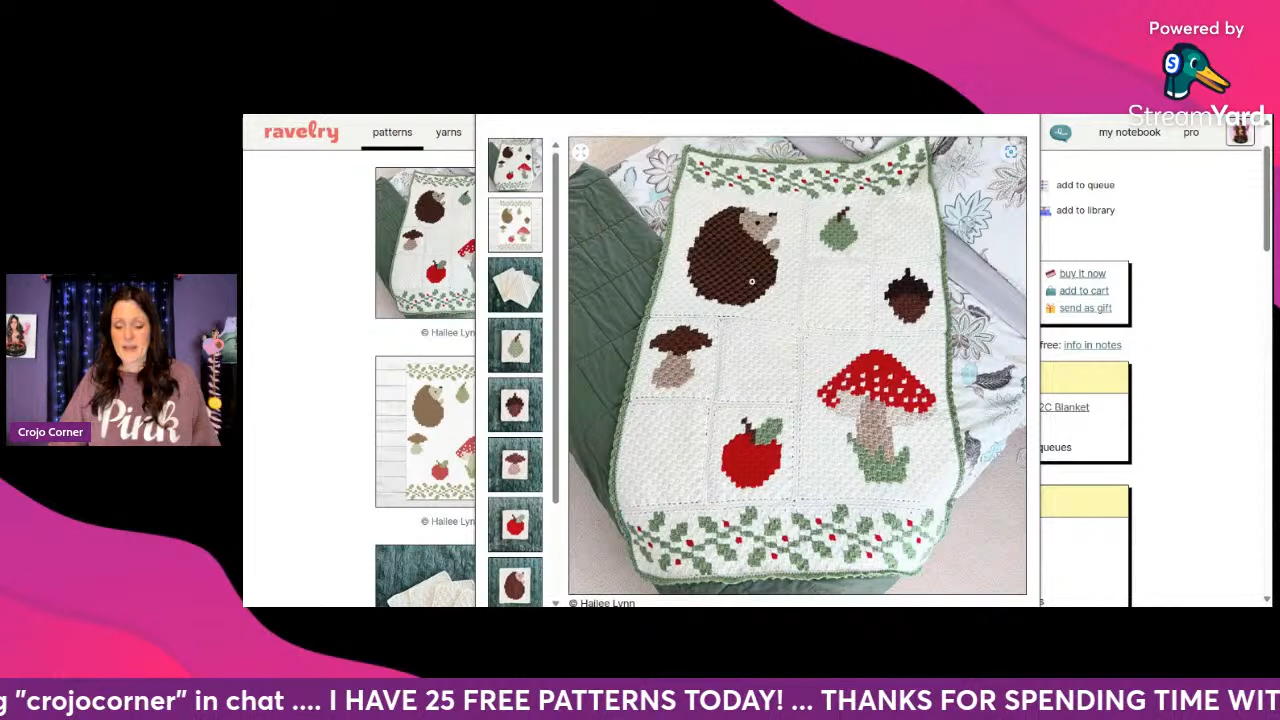 Powered by
StreamYard
ravelry
patterns
yarns
my notebook
pro
add to queue
add to library
buy it now
add to cart
send as gift
free: info in notes
2C Blanket
queues
© Hailee Lyn
© Hailee Lyn
© Hailee Lynn
Pink
Crojo Corner
g "crojocorner" in chat .... I HAVE 25 FREE PATTERNS TODAY! ... THANKS FOR SPENDING TIME WIT